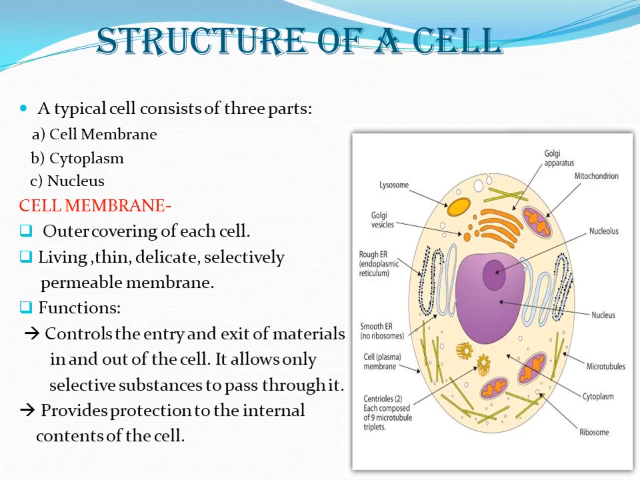 STRUCTURE OF A CELL
A typical cell consists of three parts:
a) Cell Membrane
b) Cytoplasm
c) Nucleus
CELL MEMBRANE-
Outer covering of each cell.
Living ,thin, delicate, selectively
permeable membrane.
Functions:
→ Controls the entry and exit of materials
in and out of the cell. It allows only
selective substances to pass through it.
→ Provides protection to the internal
contents of the cell.
Golgi
apparatus
Mitochondrion
Lysosome
Golgi
vesicles
Nucleolus
Rough ER
(endoplasmic
reticulum)
Nucleus
Smooth ER
(no ribosomes)
Cell (plasma)
membrane
Microtubules
Centrioles (2)
Each composed
of 9 microtubule
triplets.
Cytoplasm
Ribosome